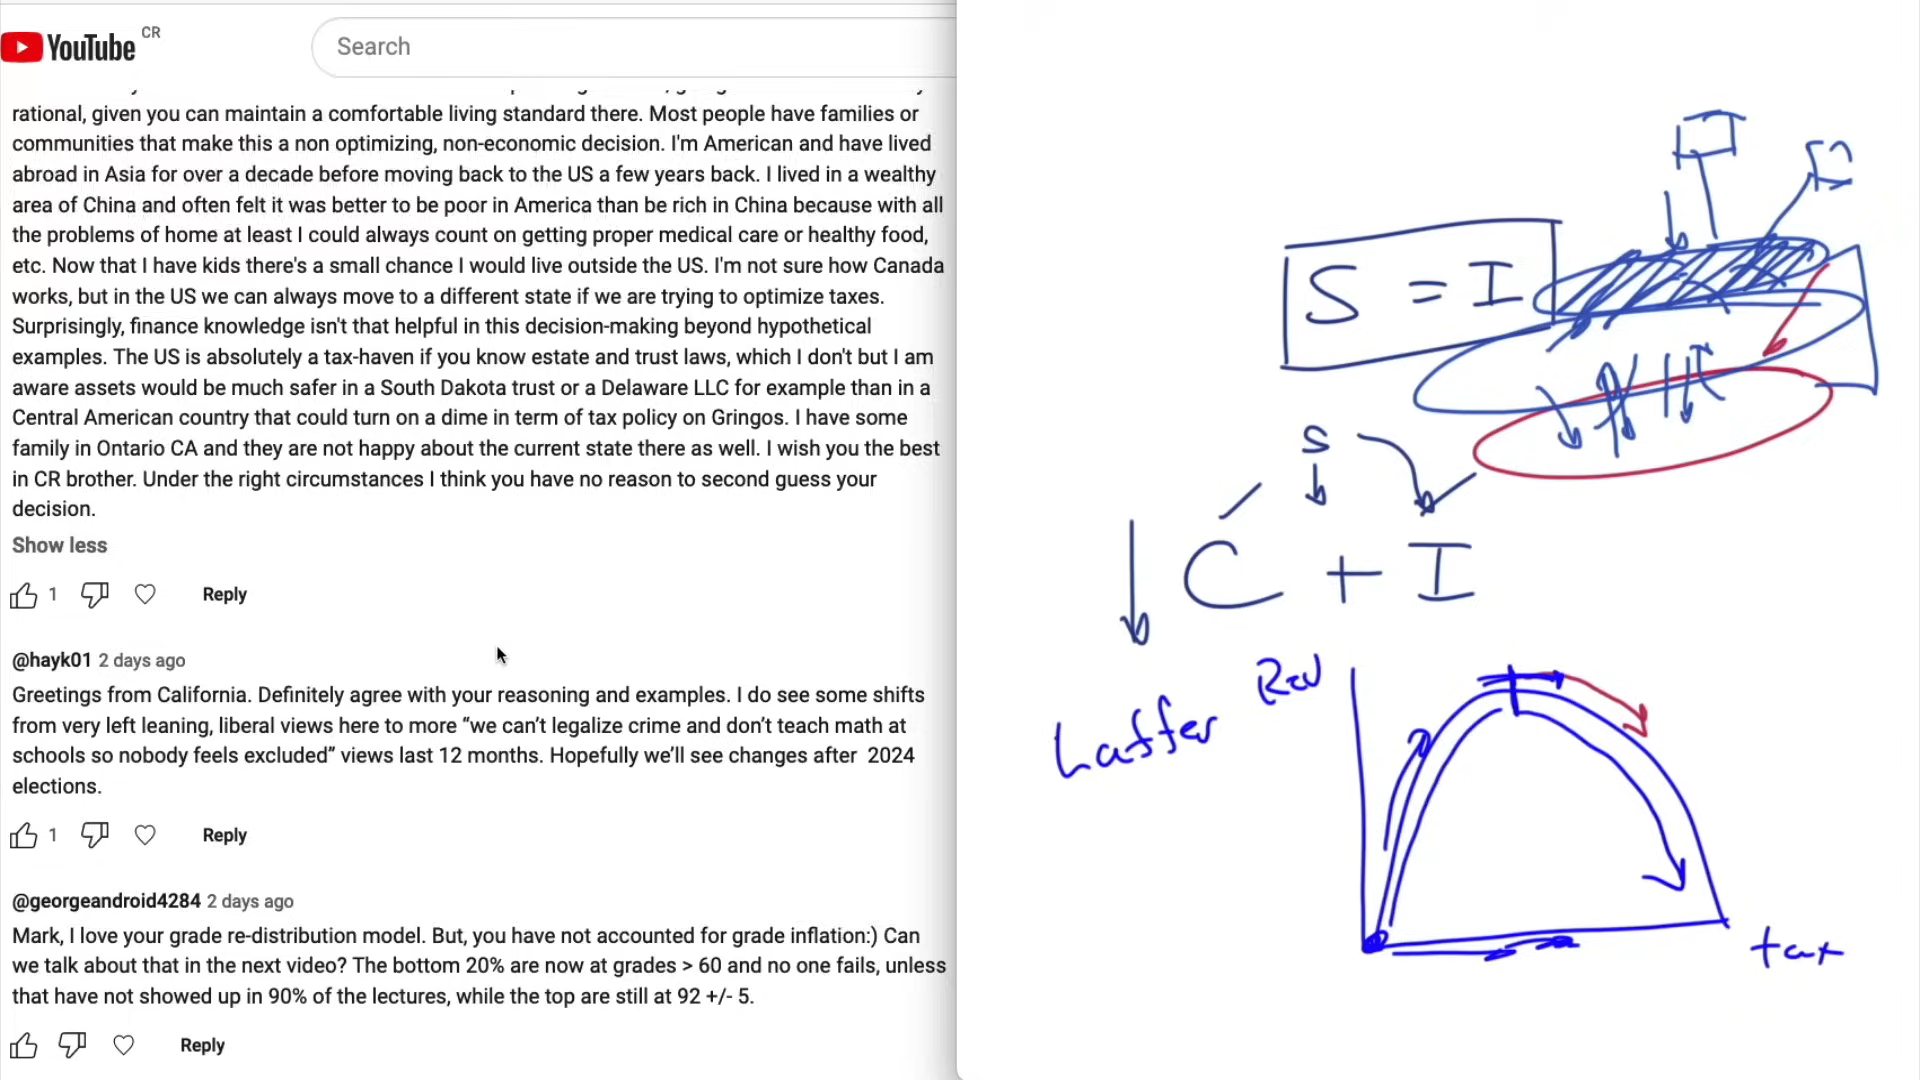 YouTube CR
Search
rational, given you can maintain a comfortable living standard there. Most people have families or
communities that make this a non optimizing, non-economic decision. I'm American and have lived
abroad in Asia for over a decade before moving back to the US a few years back. I lived in a wealthy
area of China and often felt it was better to be poor in America than be rich in China because with all
the problems of home at least I could always count on getting proper medical care or healthy food,
etc. Now that I have kids there's a small chance I would live outside the US. I'm not sure how Canada
works, but in the US we can always move to a different state if we are trying to optimize taxes.
Surprisingly, finance knowledge isn't that helpful in this decision-making beyond hypothetical
examples. The US is absolutely a tax-haven if you know estate and trust laws, which I don't but I am
aware assets would be much safer in a South Dakota trust or a Delaware LLC for example than in a
Central American country that could turn on a dime in term of tax policy on Gringos. I have some
family in Ontario CA and they are not happy about the current state there as well. I wish you the best
in CR brother. Under the right circumstances I think you have no reason to second guess your
decision.
Show less
1 Reply
@hayk01 2 days ago
Greetings from California. Definitely agree with your reasoning and examples. I do see some shifts
from very left leaning, liberal views here to more “we can’t legalize crime and don’t teach math at
schools so nobody feels excluded” views last 12 months. Hopefully we’ll see changes after 2024
elections.
1 Reply
@georgeandroid4284 2 days ago
Mark, I love your grade re-distribution model. But, you have not accounted for grade inflation:) Can
we talk about that in the next video? The bottom 20% are now at grades > 60 and no one fails, unless
that have not showed up in 90% of the lectures, while the top are still at 92 +/- 5.
Reply
S = I
S
C + I
Laffer
Rev
tax